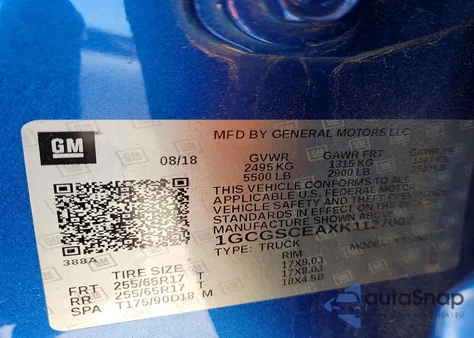 MFD BY GENERAL MOTORS LLC
GM
08/18
GVWR GAWR FRT GAWR RR
2495 KG 1315 KG
5500 LB 2900 LB
THIS VEHICLE CONFORMS TO ALL
APPLICABLE U.S. FEDERAL MOTOR
VEHICLE SAFETY AND THEFT PREVENTION
STANDARDS IN EFFECT ON THE DATE OF
MANUFACTURE SHOWN ABOVE.
TYPE: TRUCK MODEL:
388A
TIRE SIZE RIM
FRT 255/65R17 T 17X8.0J
RR 255/65R17 T 17X8.0J
SPA T175/90D18 M 18X4.5B
autoSnap